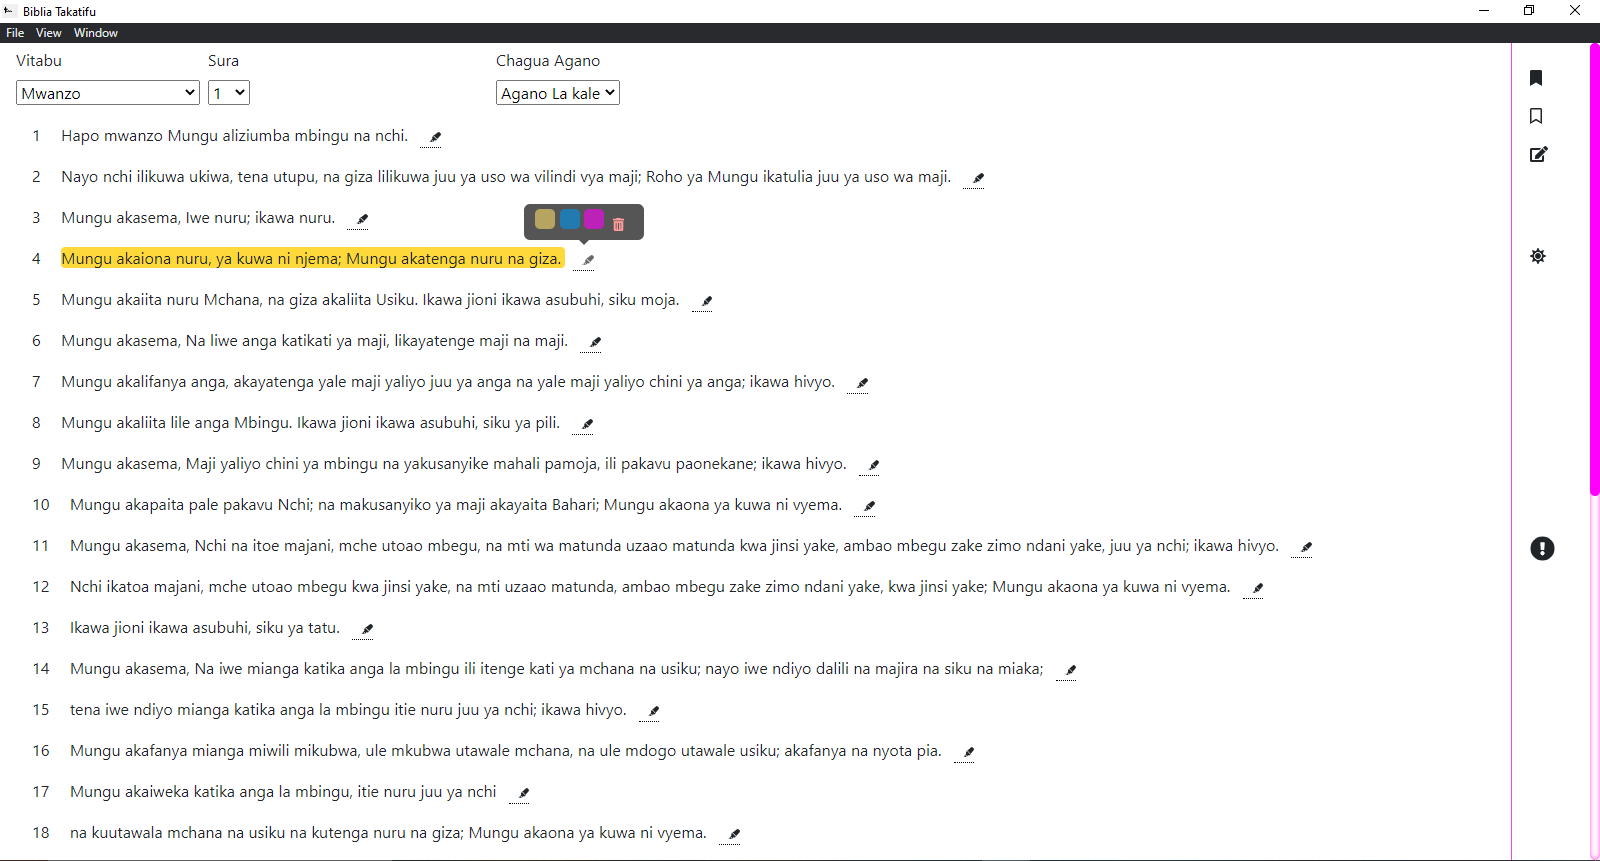 Biblia Takatifu
File View Window
Vitabu Sura Chagua Agano
Mwanzo 1 Agano La kale
1 Hapo mwanzo Mungu aliziumba mbingu na nchi.
2 Nayo nchi ilikuwa ukiwa, tena utupu, na giza lilikuwa juu ya uso wa vilindi vya maji; Roho ya Mungu ikatulia juu ya uso wa maji.
3 Mungu akasema, Iwe nuru; ikawa nuru.
4 Mungu akaiona nuru, ya kuwa ni njema; Mungu akatenga nuru na giza.
5 Mungu akaiita nuru Mchana, na giza akaliita Usiku. Ikawa jioni ikawa asubuhi, siku moja.
6 Mungu akasema, Na liwe anga katikati ya maji, likayatenge maji na maji.
7 Mungu akalifanya anga, akayatenga yale maji yaliyo juu ya anga na yale maji yaliyo chini ya anga; ikawa hivyo.
8 Mungu akaliita lile anga Mbingu. Ikawa jioni ikawa asubuhi, siku ya pili.
9 Mungu akasema, Maji yaliyo chini ya mbingu na yakusanyike mahali pamoja, ili pakavu paonekane; ikawa hivyo.
10 Mungu akapaita pale pakavu Nchi; na makusanyiko ya maji akayaita Bahari; Mungu akaona ya kuwa ni vyema.
11 Mungu akasema, Nchi na itoe majani, mche utoao mbegu, na mti wa matunda uzaao matunda kwa jinsi yake, ambao mbegu zake zimo ndani yake, juu ya nchi; ikawa hivyo.
12 Nchi ikatoa majani, mche utoao mbegu kwa jinsi yake, na mti uzaao matunda, ambao mbegu zake zimo ndani yake, kwa jinsi yake; Mungu akaona ya kuwa ni vyema.
13 Ikawa jioni ikawa asubuhi, siku ya tatu.
14 Mungu akasema, Na iwe mianga katika anga la mbingu ili itenge kati ya mchana na usiku; nayo iwe ndiyo dalili na majira na siku na miaka;
15 tena iwe ndiyo mianga katika anga la mbingu itie nuru juu ya nchi; ikawa hivyo.
16 Mungu akafanya mianga miwili mikubwa, ule mkubwa utawale mchana, na ule mdogo utawale usiku; akafanya na nyota pia.
17 Mungu akaiweka katika anga la mbingu, itie nuru juu ya nchi
18 na kuutawala mchana na usiku na kutenga nuru na giza; Mungu akaona ya kuwa ni vyema.